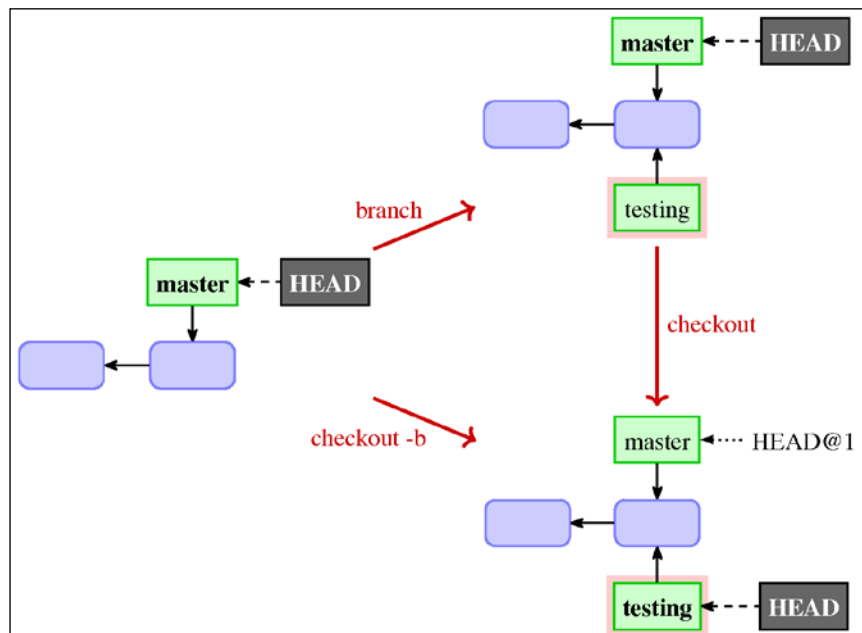 master HEAD
branch
testing
master HEAD
checkout
checkout -b
master HEAD@1
testing HEAD